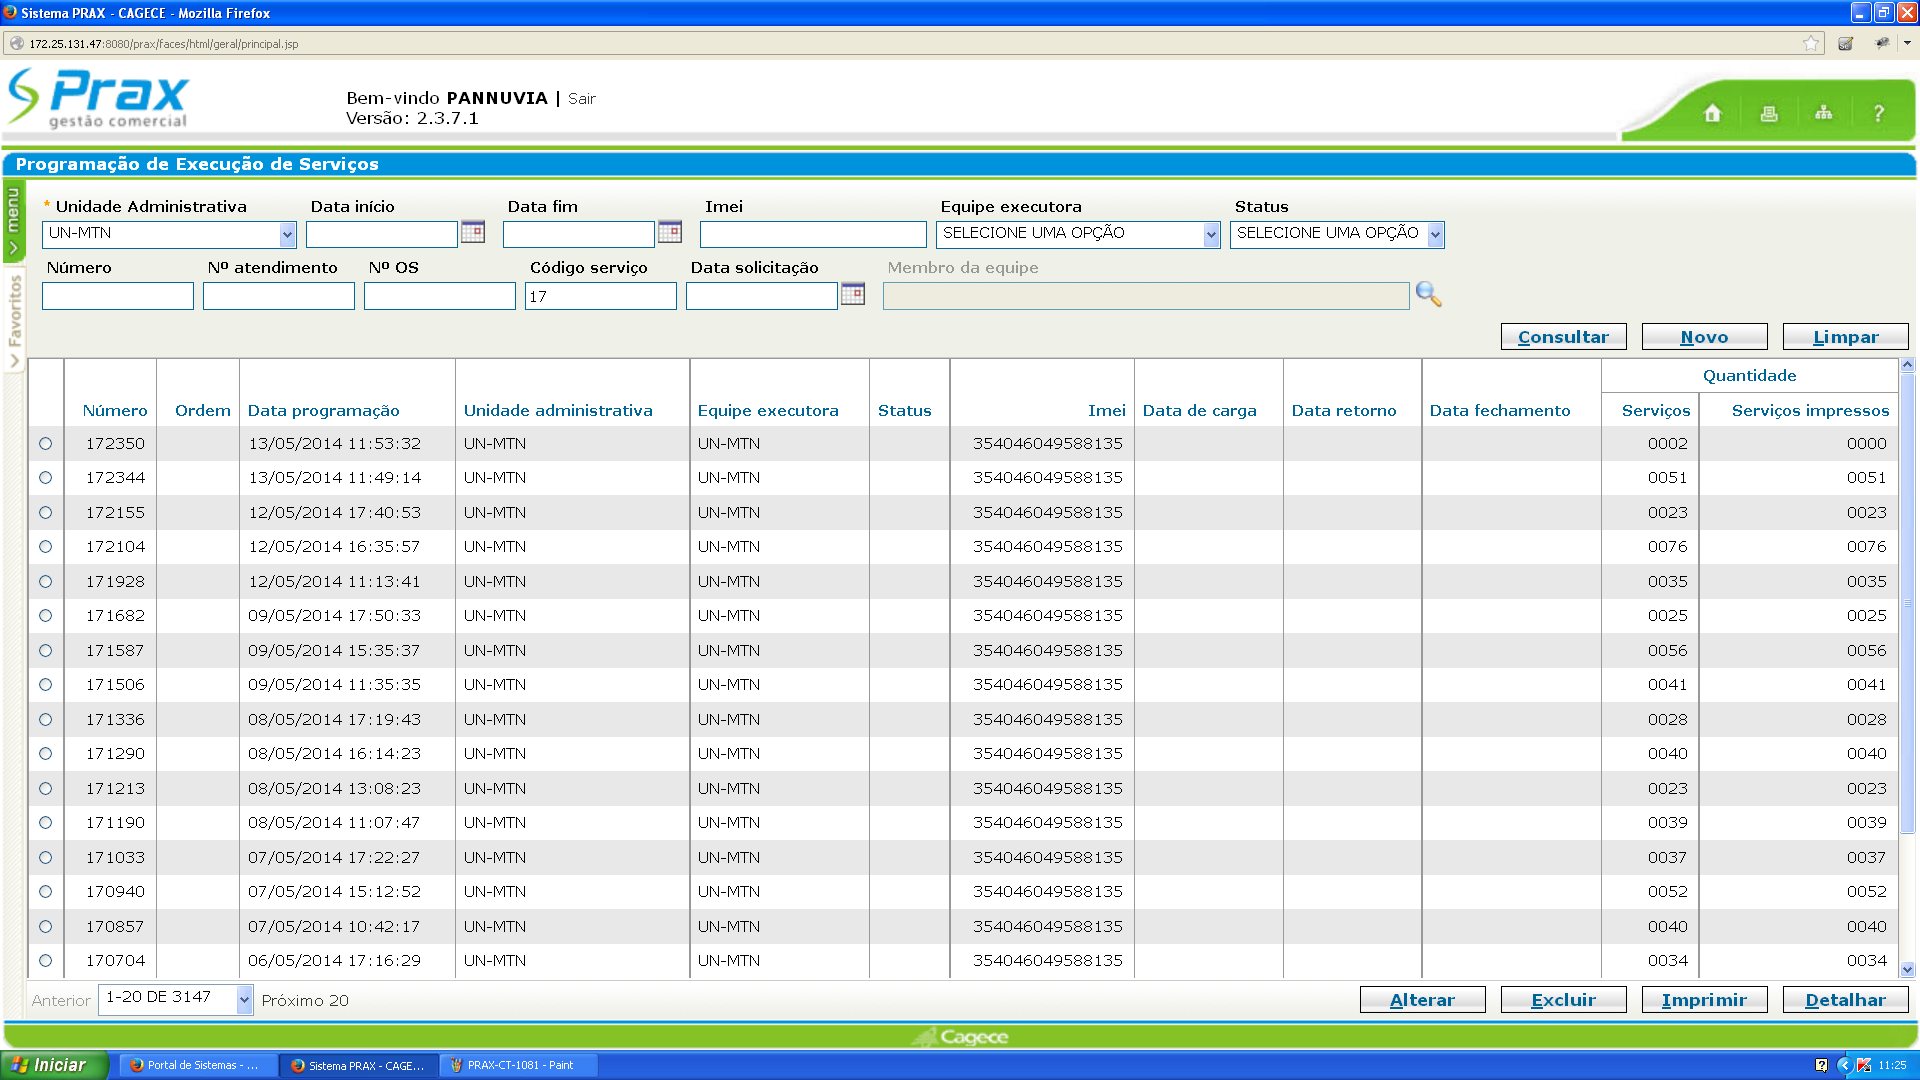 Sistema PRAX - CAGECE - Mozilla Firefox
172.25.131.47:8080/prax/faces/html/geral/principal.jsp
Prax
gestão comercial
Bem-vindo PANNUVIA | Sair
Versão: 2.3.7.1
?
Programação de Execução de Serviços
menu
Favoritos
* Unidade Administrativa Data início Data fim Imei Equipe executora Status
UN-MTN SELECIONE UMA OPÇÃO SELECIONE UMA OPÇÃO
Número Nº atendimento Nº OS Código serviço Data solicitação Membro da equipe
17
Consultar Novo Limpar
Quantidade
Número Ordem Data programação Unidade administrativa Equipe executora Status Imei Data de carga Data retorno Data fechamento Serviços Serviços impressos
172350 13/05/2014 11:53:32 UN-MTN UN-MTN 354046049588135 0002 0000
172344 13/05/2014 11:49:14 UN-MTN UN-MTN 354046049588135 0051 0051
172155 12/05/2014 17:40:53 UN-MTN UN-MTN 354046049588135 0023 0023
172104 12/05/2014 16:35:57 UN-MTN UN-MTN 354046049588135 0076 0076
171928 12/05/2014 11:13:41 UN-MTN UN-MTN 354046049588135 0035 0035
171682 09/05/2014 17:50:33 UN-MTN UN-MTN 354046049588135 0025 0025
171587 09/05/2014 15:35:37 UN-MTN UN-MTN 354046049588135 0056 0056
171506 09/05/2014 11:35:35 UN-MTN UN-MTN 354046049588135 0041 0041
171336 08/05/2014 17:19:43 UN-MTN UN-MTN 354046049588135 0028 0028
171290 08/05/2014 16:14:23 UN-MTN UN-MTN 354046049588135 0040 0040
171213 08/05/2014 13:08:23 UN-MTN UN-MTN 354046049588135 0023 0023
171190 08/05/2014 11:07:47 UN-MTN UN-MTN 354046049588135 0039 0039
171033 07/05/2014 17:22:27 UN-MTN UN-MTN 354046049588135 0037 0037
170940 07/05/2014 15:12:52 UN-MTN UN-MTN 354046049588135 0052 0052
170857 07/05/2014 10:42:17 UN-MTN UN-MTN 354046049588135 0040 0040
170704 06/05/2014 17:16:29 UN-MTN UN-MTN 354046049588135 0034 0034
Anterior 1-20 DE 3147 Próximo 20 Alterar Excluir Imprimir Detalhar
Cagece
Iniciar Portal de Sistemas - ... Sistema PRAX - CAGE... PRAX-CT-1081 - Paint 11:25